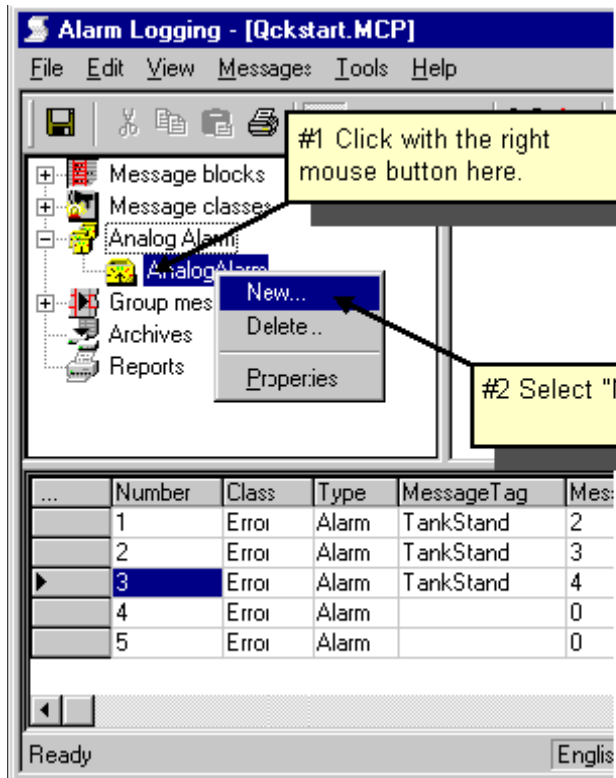 Alarm Logging - [Qckstart.MCP]
File Edit View Messages Tools Help
#1 Click with the right
mouse button here.
Message blocks
Message classes
Analog Alarm
AnalogAlarm
Group mes
Archives
Reports
New...
Delete..
Properties
#2 Select "
... Number Class Type MessageTag Mes
1 Error Alarm TankStand 2
2 Error Alarm TankStand 3
3 Error Alarm TankStand 4
4 Error Alarm 0
5 Error Alarm 0
Ready Englis